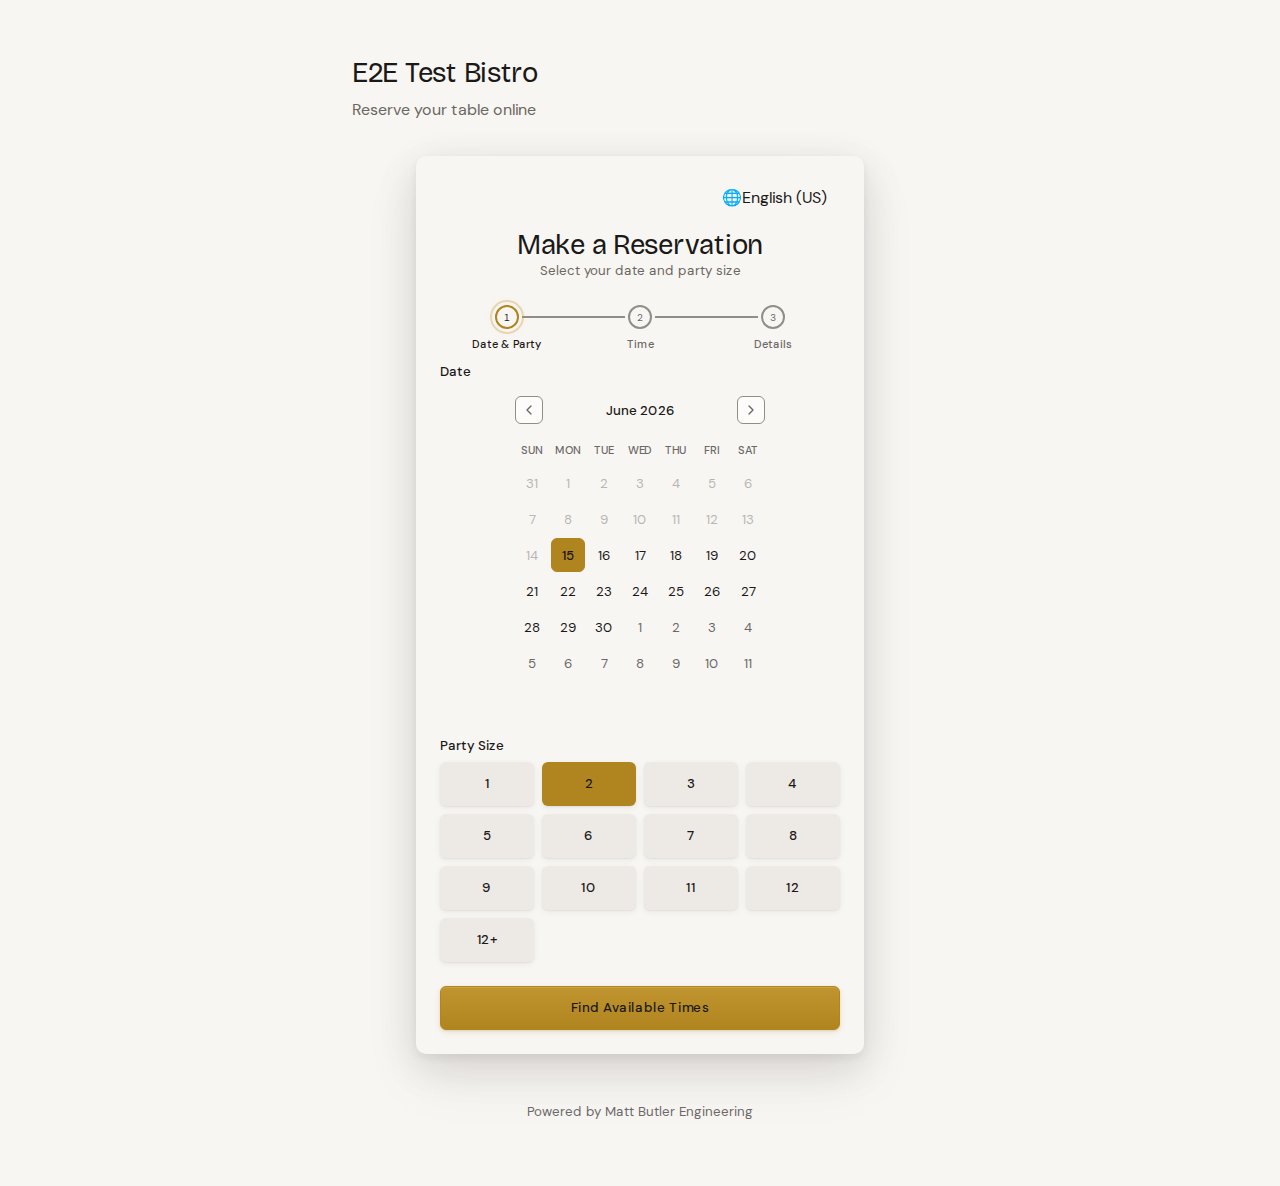 E2E Test Bistro
Reserve your table online
🌐English (US)
Make a Reservation
Select your date and party size
1 2 3
Date & Party Time Details
Date
June 2026
SUN MON TUE WED THU FRI SAT
31 1 2 3 4 5 6
7 8 9 10 11 12 13
14 15 16 17 18 19 20
21 22 23 24 25 26 27
28 29 30 1 2 3 4
5 6 7 8 9 10 11
Party Size
1 2 3 4
5 6 7 8
9 10 11 12
12+
Find Available Times
Powered by Matt Butler Engineering